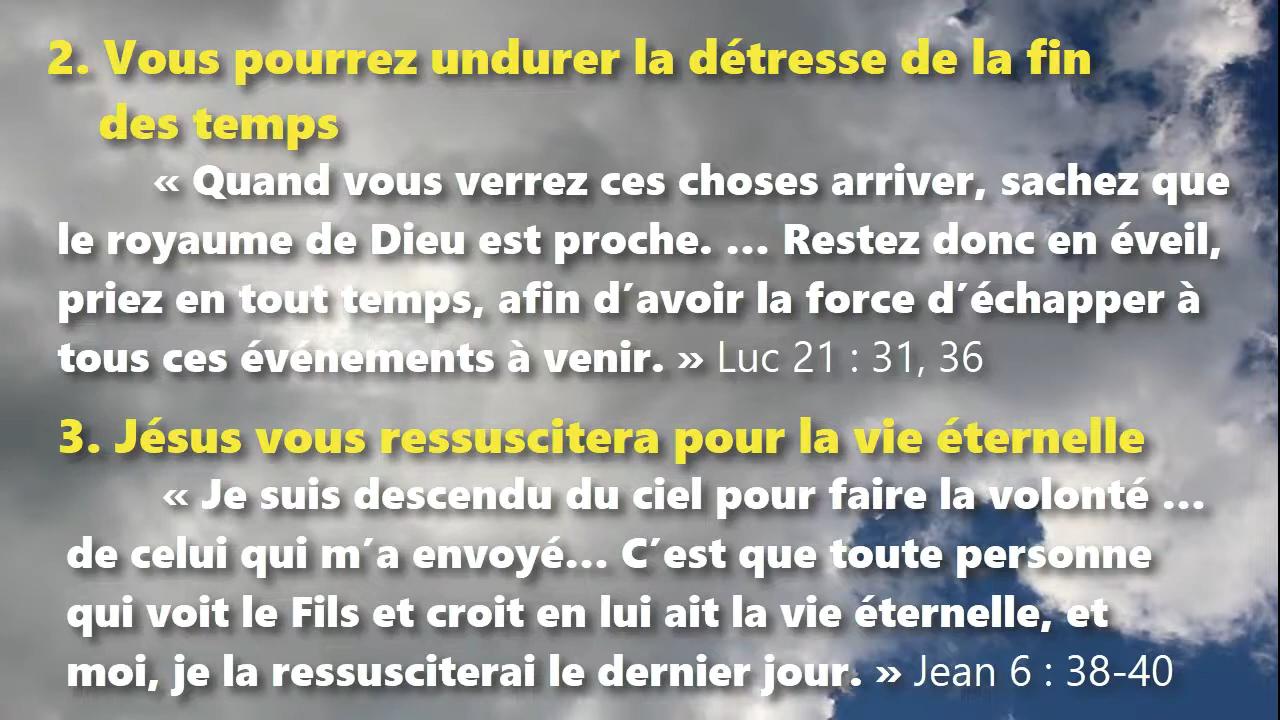 2. Vous pourrez undurer la détresse de la fin
des temps
« Quand vous verrez ces choses arriver, sachez que
le royaume de Dieu est proche. ... Restez donc en éveil,
priez en tout temps, afin d´avoir la force d´échapper à
tous ces événements à venir. » Luc 21 : 31, 36
3. Jésus vous ressuscitera pour la vie éternelle
« Je suis descendu du ciel pour faire la volonté ...
de celui qui m´a envoyé... C´est que toute personne
qui voit le Fils et croit en lui ait la vie éternelle, et
moi, je la ressusciterai le dernier jour. » Jean 6 : 38-40